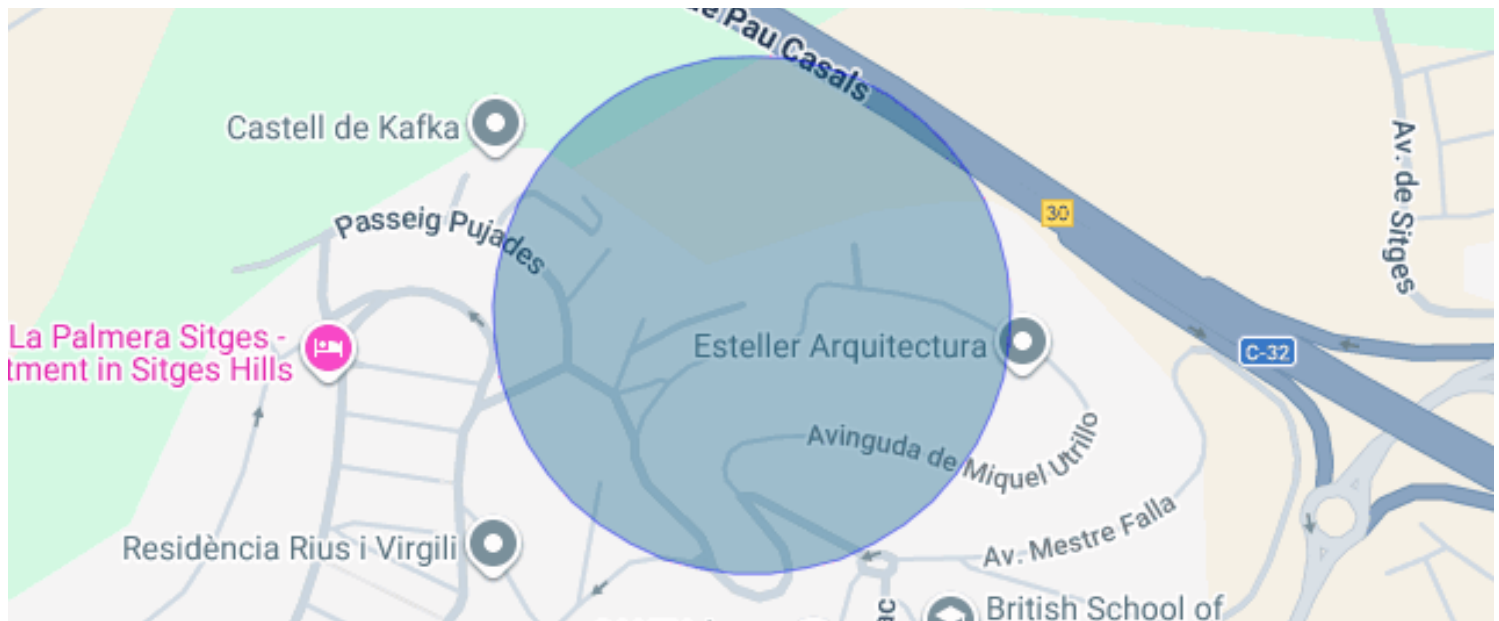 de Pau Casals
Castell de Kafka
Passeig Pujades
30
Av. de Sitges
La Palmera Sitges -
tment in Sitges Hills
Esteller Arquitectura
C-32
Avinguda de Miquel Utrillo
Residència Rius i Virgili
Av. Mestre Falla
British School of